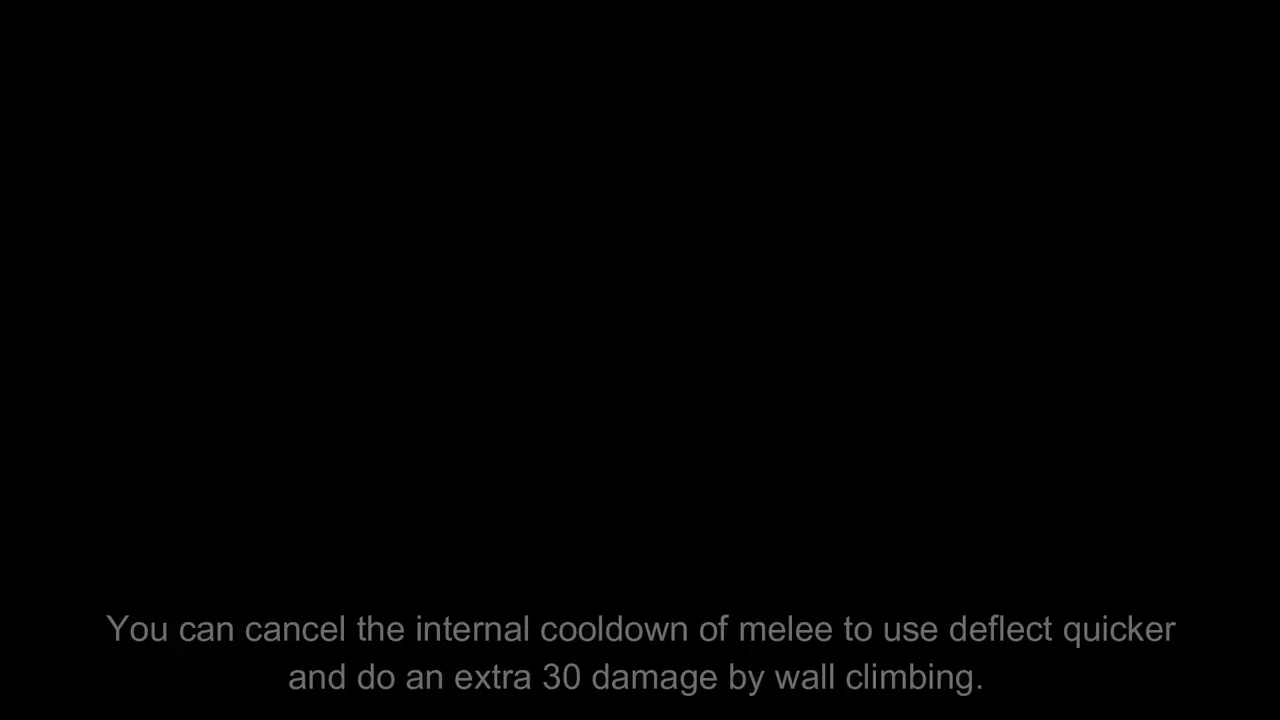 You can cancel the internal cooldown of melee to use deflect quicker
and do an extra 30 damage by wall climbing.